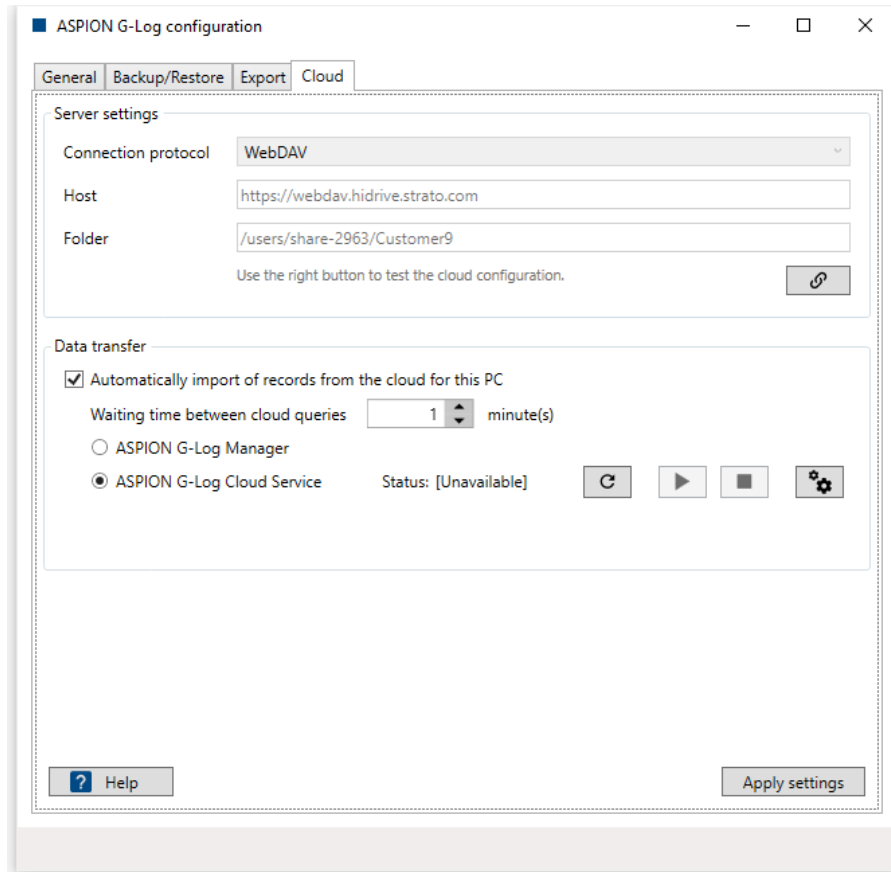 ASPION G-Log configuration
General Backup/Restore Export Cloud
Server settings
Connection protocol WebDAV
Host https://webdav.hidrive.strato.com
Folder /users/share-2963/Customer9
Use the right button to test the cloud configuration.
Data transfer
Automatically import of records from the cloud for this PC
Waiting time between cloud queries 1 minute(s)
ASPION G-Log Manager
ASPION G-Log Cloud Service Status: [Unavailable]
? Help Apply settings